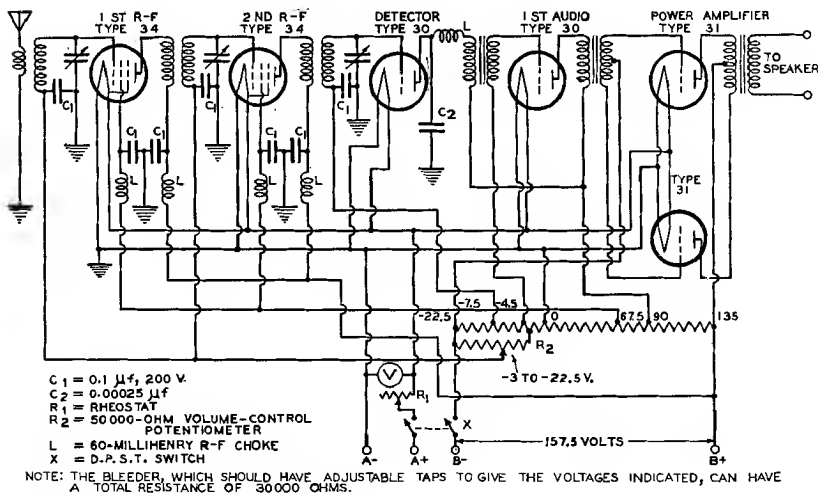 1 ST R-F
TYPE 34
2 ND R-F
TYPE 34
DETECTOR
TYPE 30
L
1 ST AUDIO
TYPE 30
POWER AMPLIFIER
TYPE 31
TO
SPEAKER
C1
C1
C1
C2
C1 C1
C1 C1
L L
L L
TYPE
31
-22.5 -7.5 -4.5 0 67.5 90 135
R2
-3 TO -22.5 V.
V
R1
X
157.5 VOLTS
A- A+ B- B+
C1 = 0.1 µf, 200 V.
C2 = 0.00025 µf
R1 = RHEOSTAT
R2 = 50000-OHM VOLUME-CONTROL
POTENTIOMETER
L = 60-MILLIHENRY R-F CHOKE
X = D.P.S.T. SWITCH
NOTE: THE BLEEDER, WHICH SHOULD HAVE ADJUSTABLE TAPS TO GIVE THE VOLTAGES INDICATED, CAN HAVE
A TOTAL RESISTANCE OF 30000 OHMS.